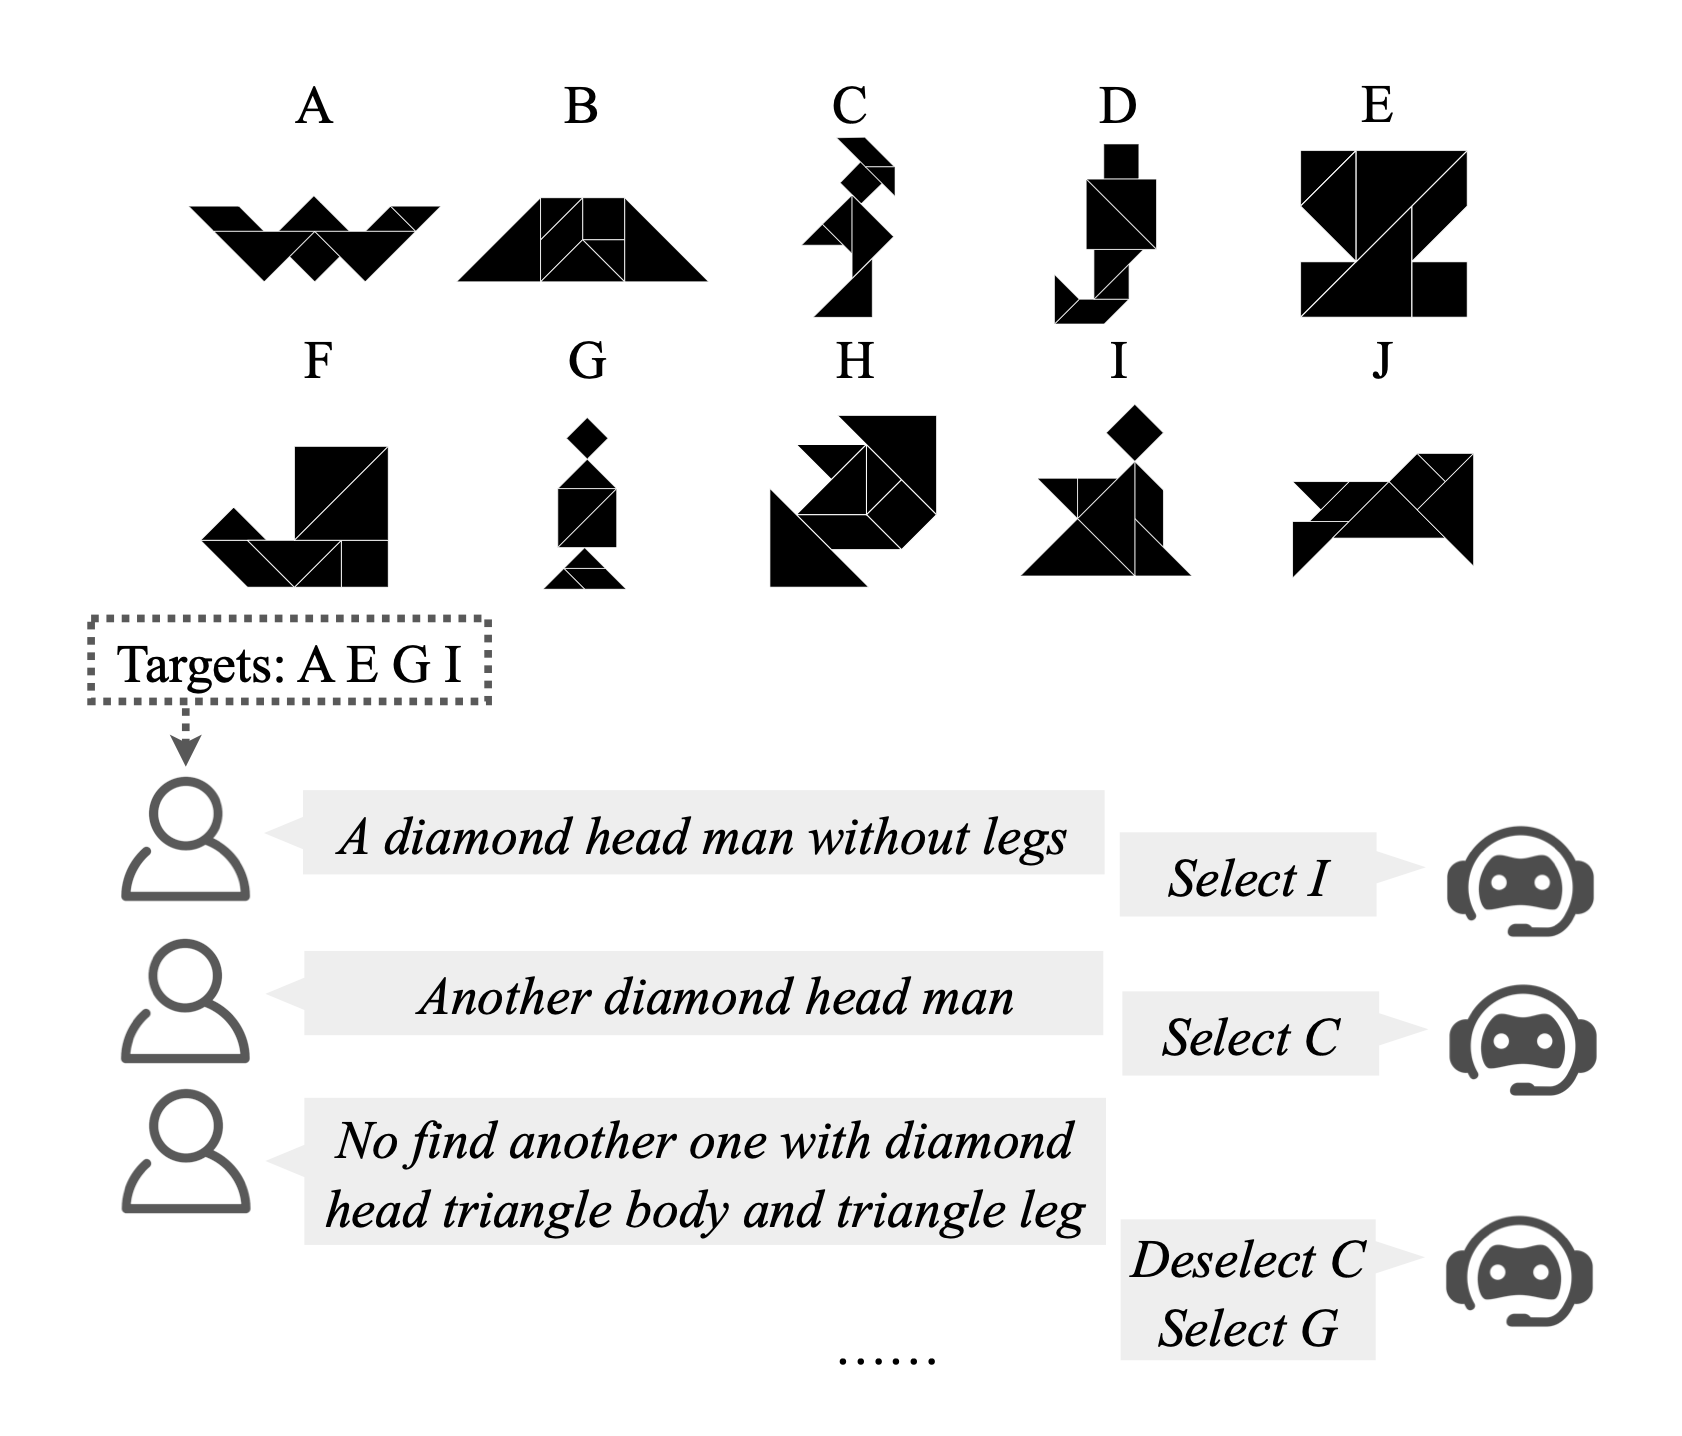 A B C D E
F G H I J
Targets: A E G I
A diamond head man without legs
Select I
Another diamond head man
Select C
No find another one with diamond
head triangle body and triangle leg
Deselect C
Select G
......